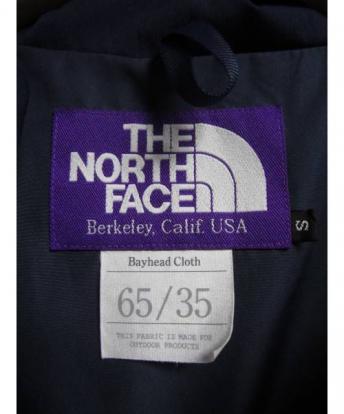 THE
NORTH
FACE
Berkeley, Calif. USA
S
Bayhead Cloth
65/35
THIS FABRIC IS MADE FOR
OUTDOOR PRODUCTS